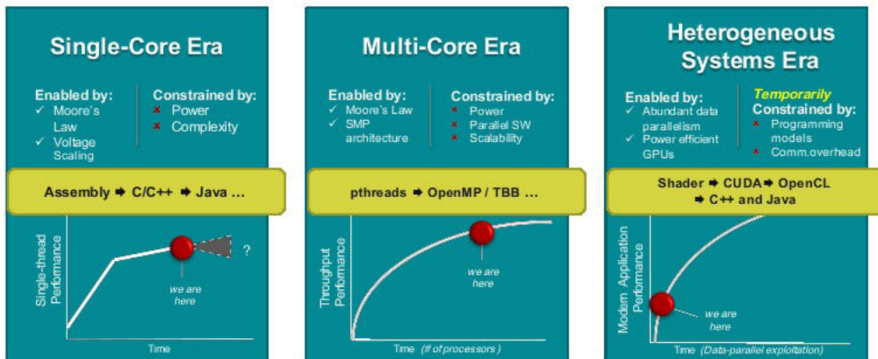 Single-Core Era
Enabled by:
✓ Moore's
Law
✓ Voltage
Scaling
Constrained by:
✗ Power
✗ Complexity
Assembly ➡ C/C++ ➡ Java ...
Single-thread
Performance
?
we are
here
Time
Multi-Core Era
Enabled by:
✓ Moore's Law
✓ SMP
architecture
Constrained by:
✗ Power
✗ Parallel SW
✗ Scalability
pthreads ➡ OpenMP / TBB ...
Throughput
Performance
we are
here
Time (# of processors)
Heterogeneous
Systems Era
Enabled by:
✓ Abundant data
parallelism
✓ Power efficient
GPUs
Temporarily
Constrained by:
✗ Programming
models
✗ Comm.overhead
Shader ➡ CUDA ➡ OpenCL
➡ C++ and Java
Modern Application
Performance
we are
here
Time (Data-parallel exploitation)